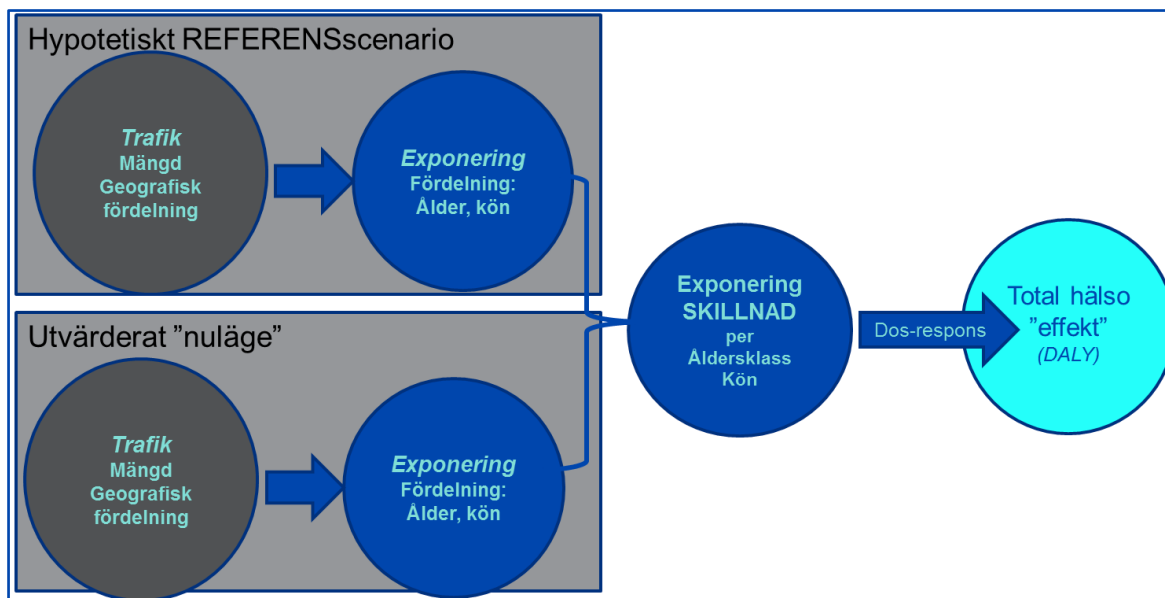 Hypotetiskt REFERENSscenario
Trafik
Mängd
Geografisk
fördelning
Exponering
Fördelning:
Ålder, kön
Utvärderat ”nuläge”
Trafik
Mängd
Geografisk
fördelning
Exponering
Fördelning:
Ålder, kön
Exponering
SKILLNAD
per
Åldersklass
Kön
Dos-respons
Total hälso
”effekt”
(DALY)